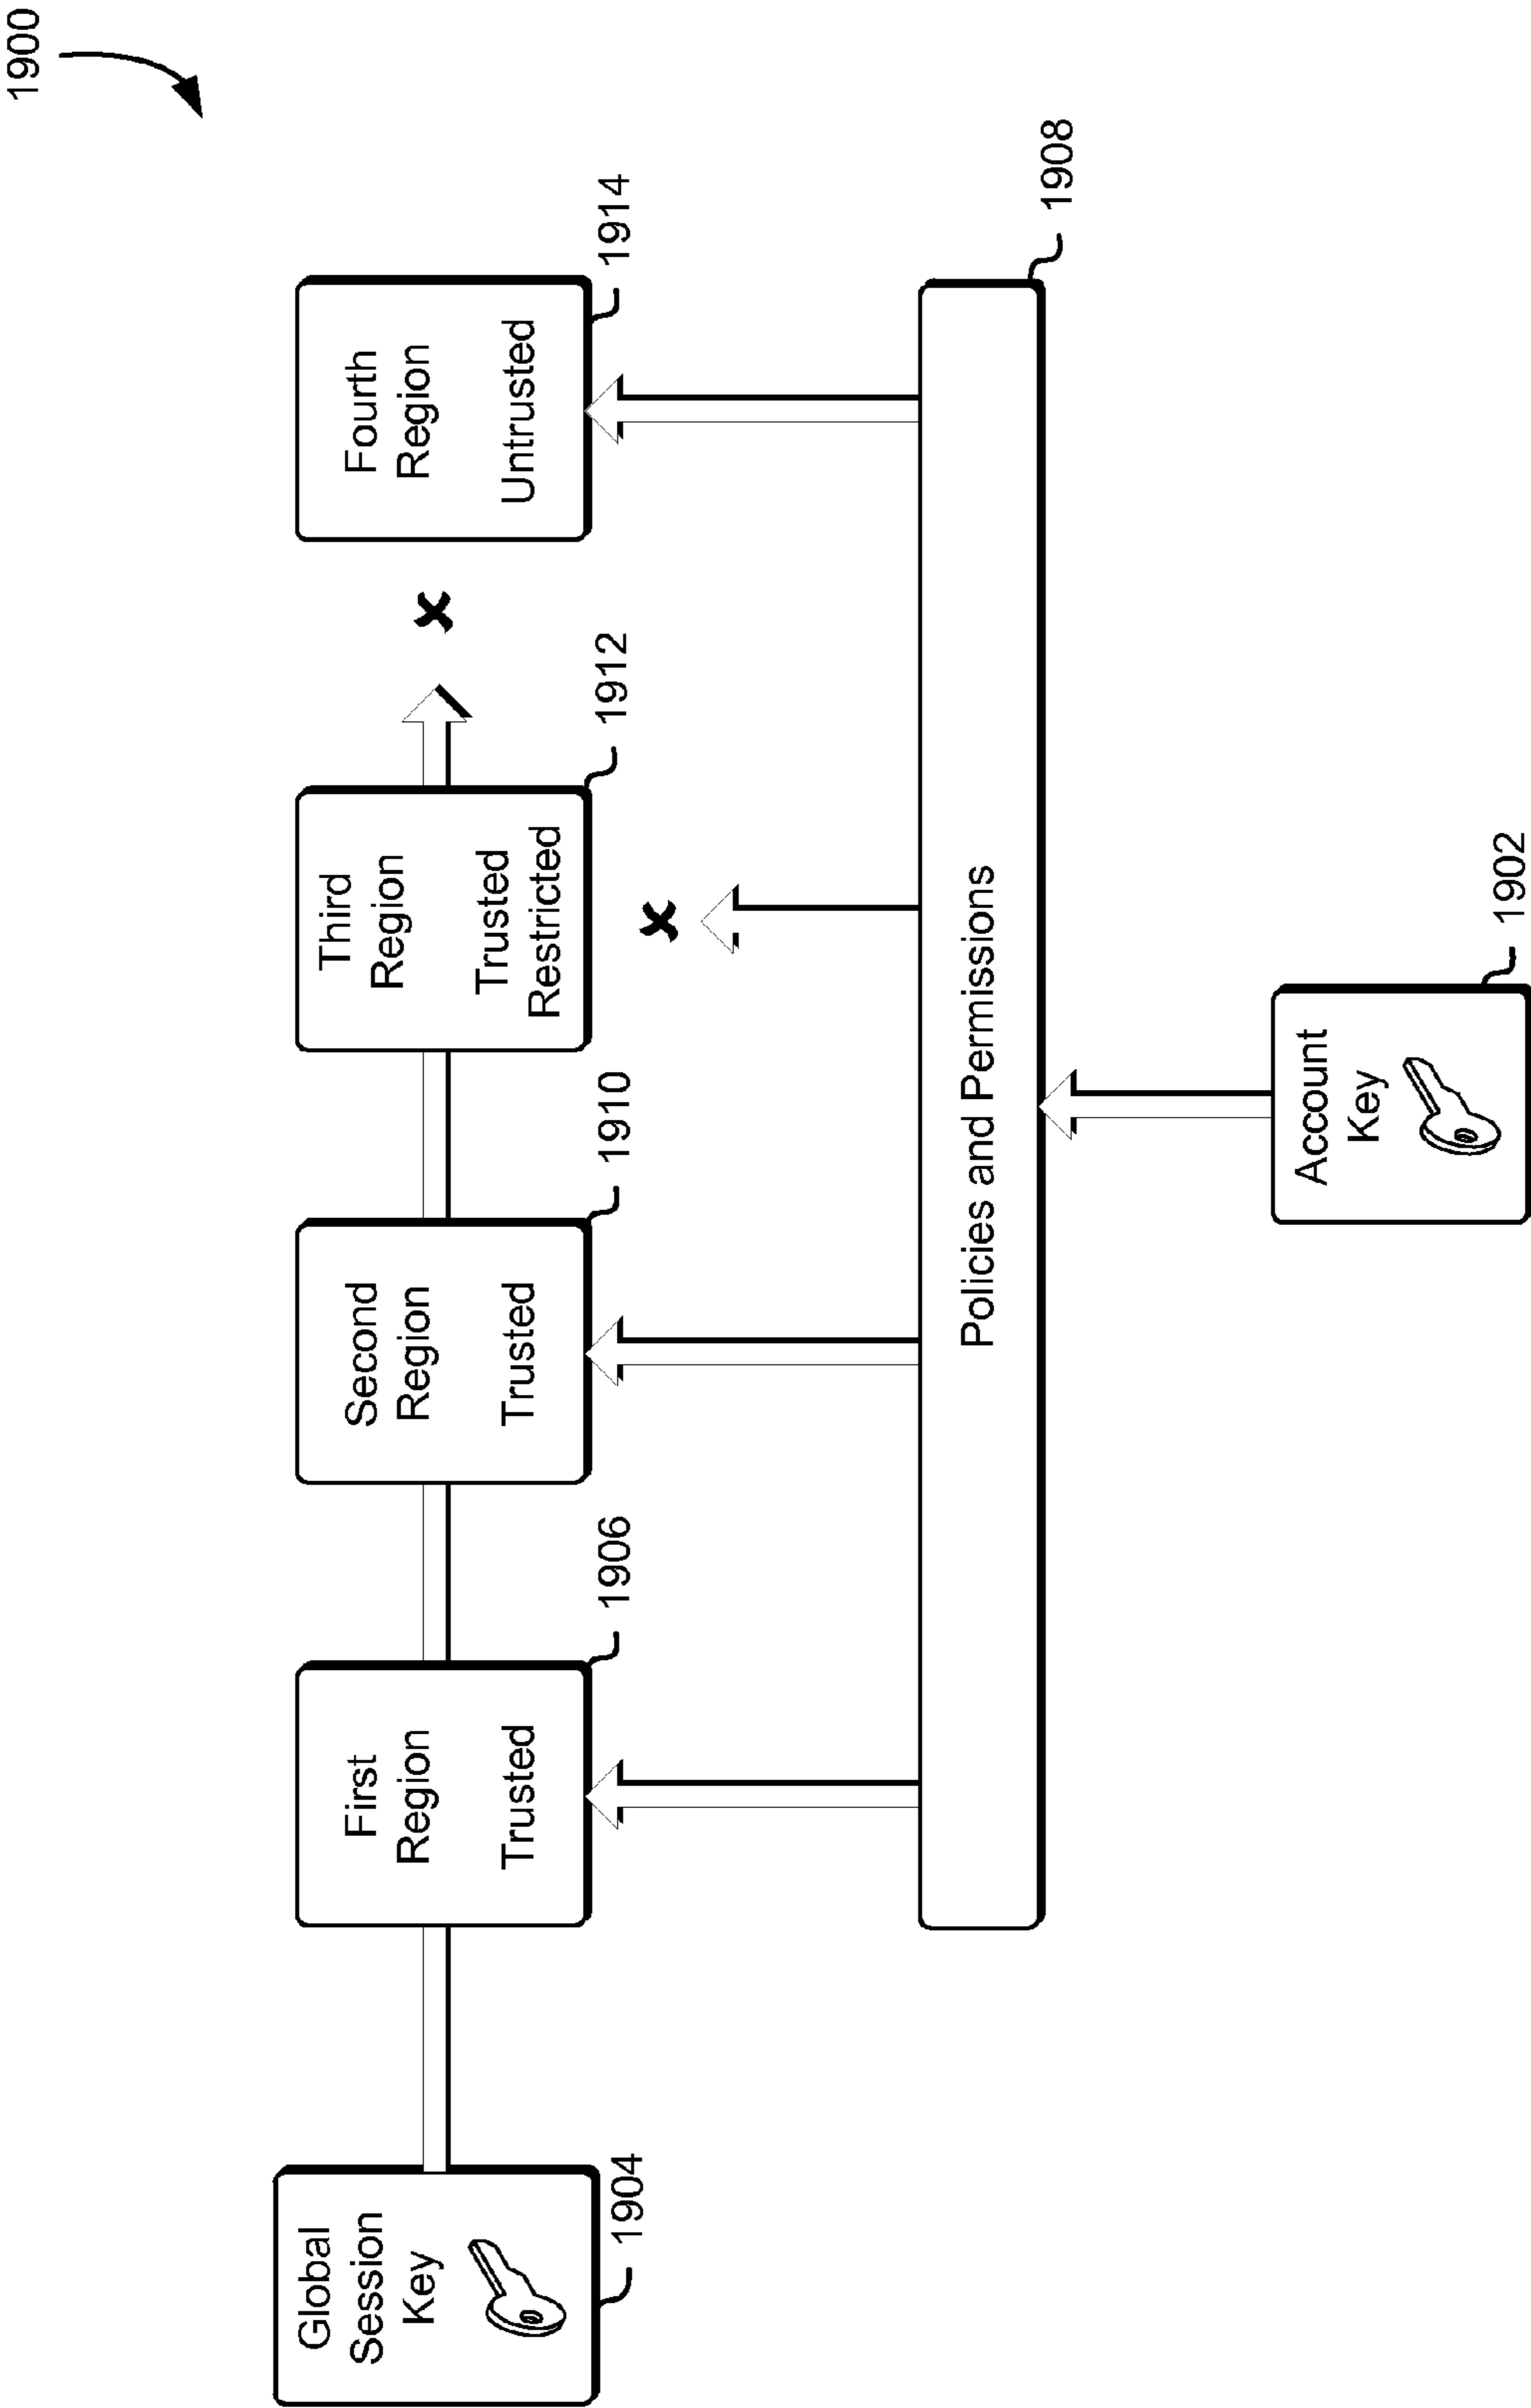 1900
Global
Session
Key
1904
First
Region
Trusted
1906
Second
Region
Trusted
1910
Third
Region
Trusted
Restricted
1912
Fourth
Region
Untrusted
1914
Policies and Permissions
1908
Account
Key
1902